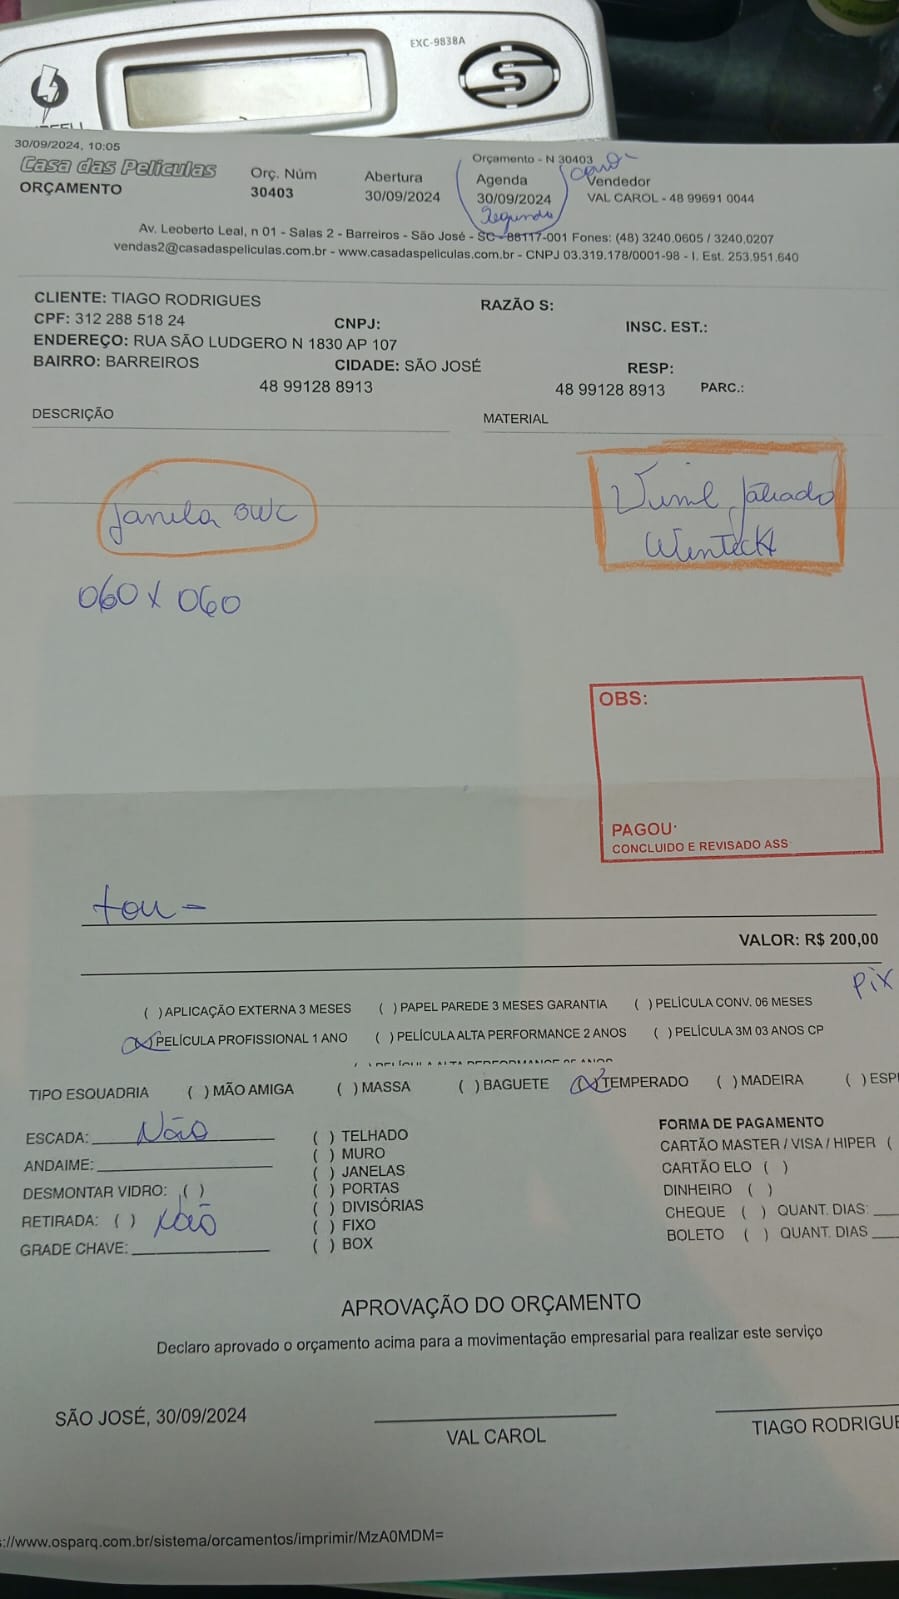 EXC-9838A
30/09/2024, 10:05
Orçamento - N 30403
Casa das Películas
ORÇAMENTO
Orç. Núm
30403
Abertura
30/09/2024
Agenda
30/09/2024
Segunda
Vendedor
VAL CAROL - 48 99691 0044
Av. Leoberto Leal, n 01 - Salas 2 - Barreiros - São José - SC - 88117-001 Fones: (48) 3240.0605 / 3240.0207
vendas2@casadaspeliculas.com.br - www.casadaspeliculas.com.br - CNPJ 03.319.178/0001-98 - I. Est. 253.951.640
CLIENTE: TIAGO RODRIGUES
RAZÃO S:
CPF: 312 288 518 24
CNPJ:
INSC. EST.:
ENDEREÇO: RUA SÃO LUDGERO N 1830 AP 107
BAIRRO: BARREIROS
CIDADE: SÃO JOSÉ
RESP:
48 99128 8913
48 99128 8913
PARC.:
DESCRIÇÃO
MATERIAL
Janela BWC
Vinil Jateado
060 x 060
OBS:
PAGOU:
CONCLUIDO E REVISADO ASS
VALOR: R$ 200,00
Pix
( ) APLICAÇÃO EXTERNA 3 MESES ( ) PAPEL PAREDE 3 MESES GARANTIA ( ) PELÍCULA CONV. 06 MESES
(X) PELÍCULA PROFISSIONAL 1 ANO ( ) PELÍCULA ALTA PERFORMANCE 2 ANOS ( ) PELÍCULA 3M 03 ANOS CP
TIPO ESQUADRIA ( ) MÃO AMIGA ( ) MASSA ( ) BAGUETE (X) TEMPERADO ( ) MADEIRA ( ) ESP
ESCADA: Não
ANDAIME:
DESMONTAR VIDRO: ( )
RETIRADA: ( ) Não
GRADE CHAVE:
( ) TELHADO
( ) MURO
( ) JANELAS
( ) PORTAS
( ) DIVISÓRIAS
( ) FIXO
( ) BOX
FORMA DE PAGAMENTO
CARTÃO MASTER / VISA / HIPER (
CARTÃO ELO ( )
DINHEIRO ( )
CHEQUE ( ) QUANT. DIAS:
BOLETO ( ) QUANT. DIAS
APROVAÇÃO DO ORÇAMENTO
Declaro aprovado o orçamento acima para a movimentação empresarial para realizar este serviço
SÃO JOSÉ, 30/09/2024
VAL CAROL
TIAGO RODRIGUE
s://www.osparq.com.br/sistema/orcamentos/imprimir/MzA0MDM=